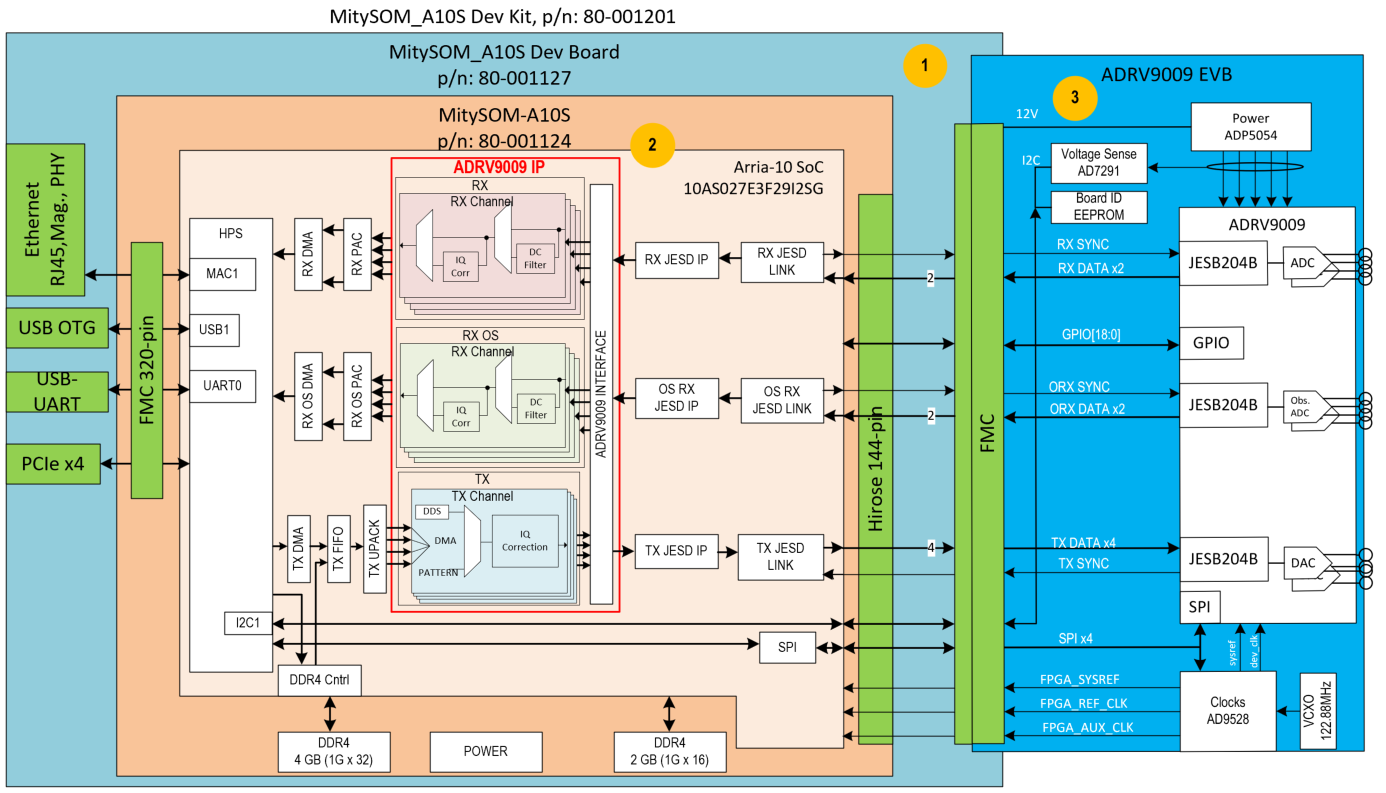 MitySOM_A10S Dev Kit, p/n: 80-001201
MitySOM_A10S Dev Board
p/n: 80-001127
1
MitySOM-A10S
p/n: 80-001124
2
Arria-10 SoC
10AS027E3F29I2SG
Ethernet
RJ45,Mag., PHY
USB OTG
USB-
UART
PCIe x4
FMC 320-pin
HPS
MAC1
USB1
UART0
I2C1
RX DMA
RX PAC
RX OS DMA
RX OS PAC
TX DMA
TX FIFO
TX UPACK
ADRV9009 IP
RX
RX Channel
IQ
Corr
DC
Filter
RX OS
RX Channel
IQ
Corr
DC
Filter
TX
TX Channel
DDS
DMA
PATTERN
IQ
Correction
ADRV9009 INTERFACE
RX JESD IP
RX JESD
LINK
OS RX
JESD IP
OS RX
JESD LINK
TX JESD IP
TX JESD
LINK
SPI
DDR4 Cntrl
DDR4
4 GB (1G x 32)
POWER
DDR4
2 GB (1G x 16)
Hirose 144-pin
2
2
4
FMC
ADRV9009 EVB
3
12V
Power
ADP5054
I2C
Voltage Sense
AD7291
Board ID
EEPROM
ADRV9009
RX SYNC
RX DATA x2
JESB204B
ADC
GPIO[18:0]
GPIO
ORX SYNC
ORX DATA x2
JESB204B
Obs.
ADC
TX DATA x4
TX SYNC
JESB204B
DAC
SPI
SPI x4
sysref
dev_clk
FPGA_SYSREF
FPGA_REF_CLK
FPGA_AUX_CLK
Clocks
AD9528
VCXO
122.88MHz